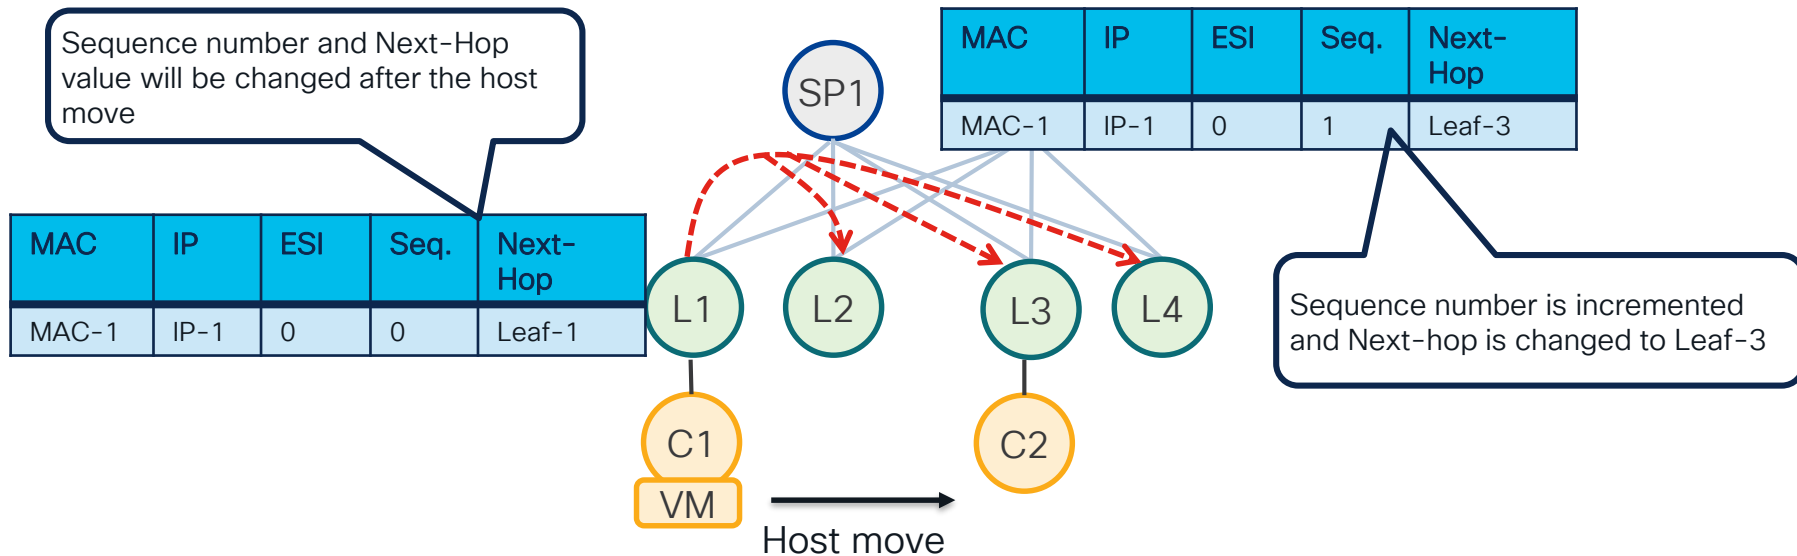 Sequence number and Next-Hop
value will be changed after the host
move
SP1
MAC IP ESI Seq. Next-
Hop
MAC-1 IP-1 0 1 Leaf-3
MAC IP ESI Seq. Next-
Hop
MAC-1 IP-1 0 0 Leaf-1
L1 L2 L3 L4
Sequence number is incremented
and Next-hop is changed to Leaf-3
C1 C2
VM
Host move